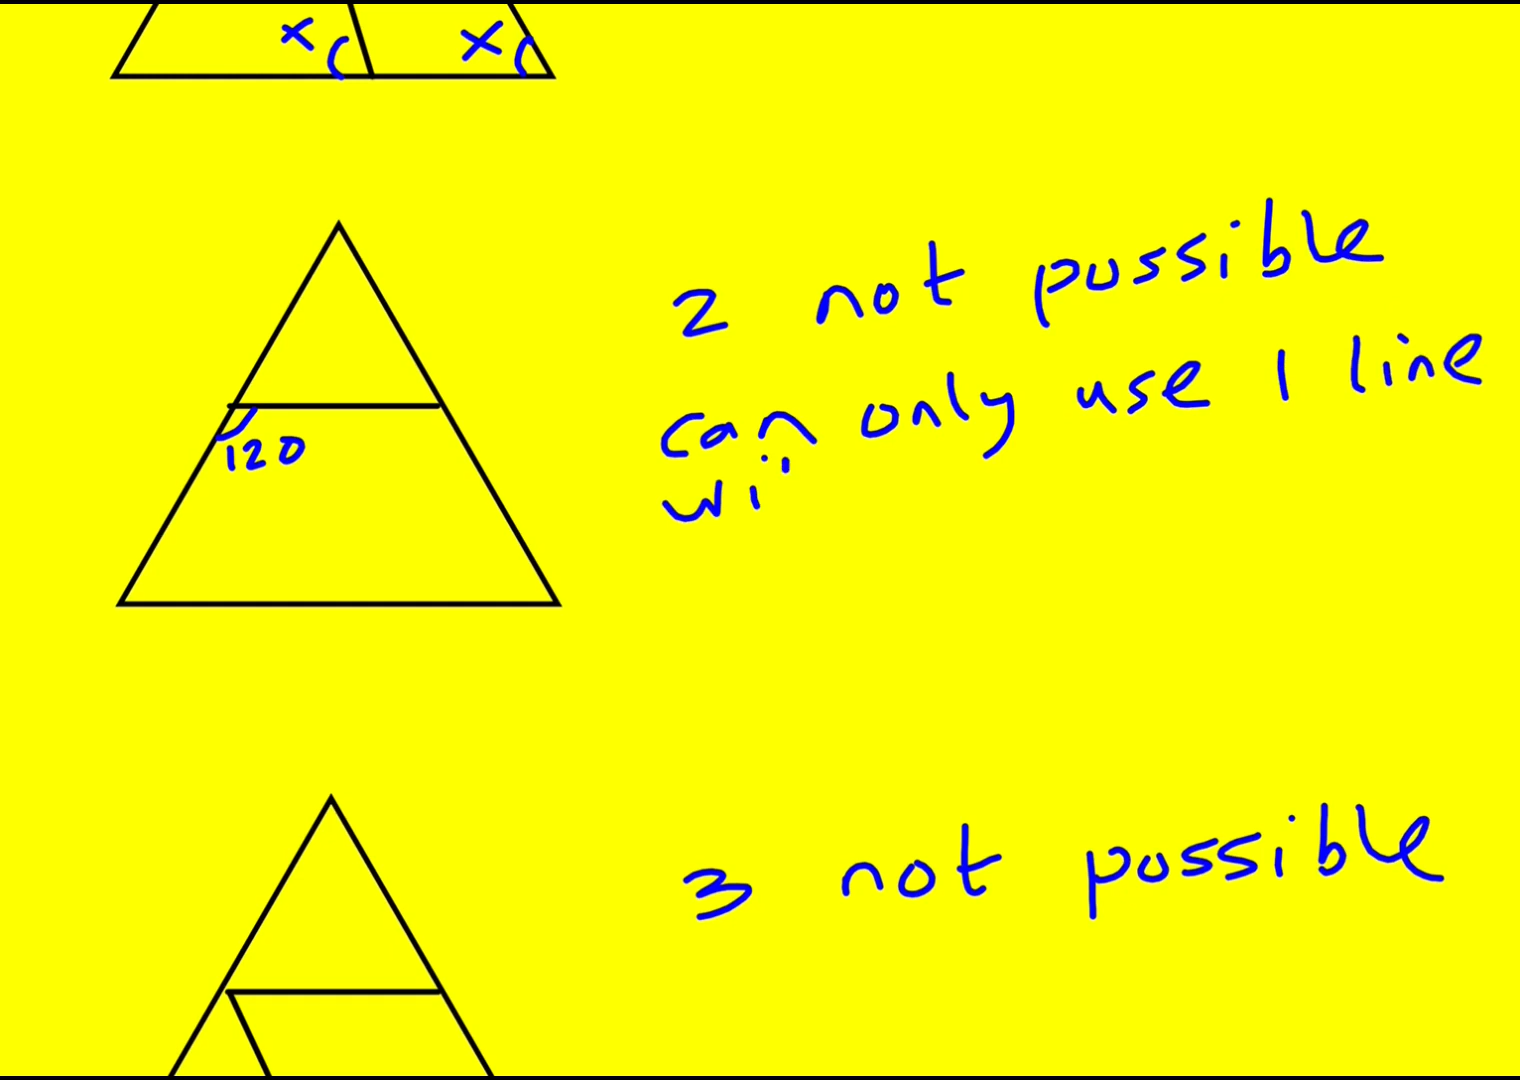 x x
120
2 not possible
can only use 1 line
3 not possible